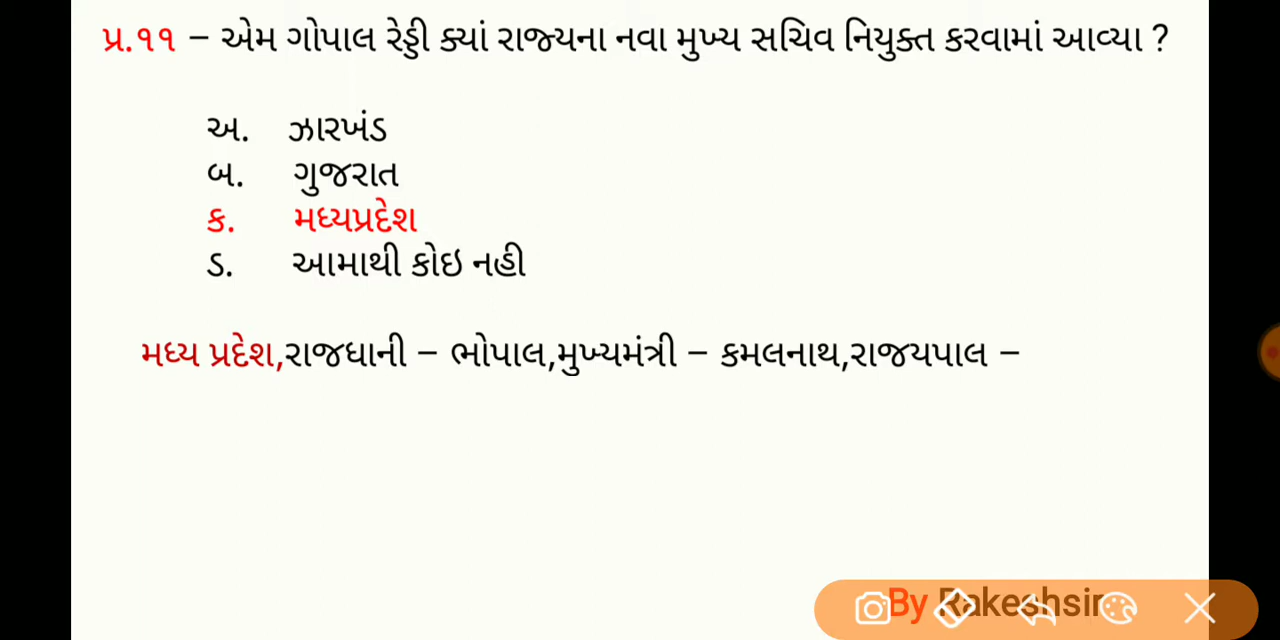 પ્ર.૧૧ – એમ ગોપાલ રેડ્ડી ક્યાં રાજ્યના નવા મુખ્ય સચિવ નિયુક્ત કરવામાં આવ્યા ?
અ. ઝારખંડ
બ. ગુજરાત
ક. મધ્યપ્રદેશ
ડ. આમાથી કોઇ નહી
મધ્ય પ્રદેશ,રાજધાની – ભોપાલ,મુખ્યમંત્રી – કમલનાથ,રાજયપાલ –
By Rakeshsir